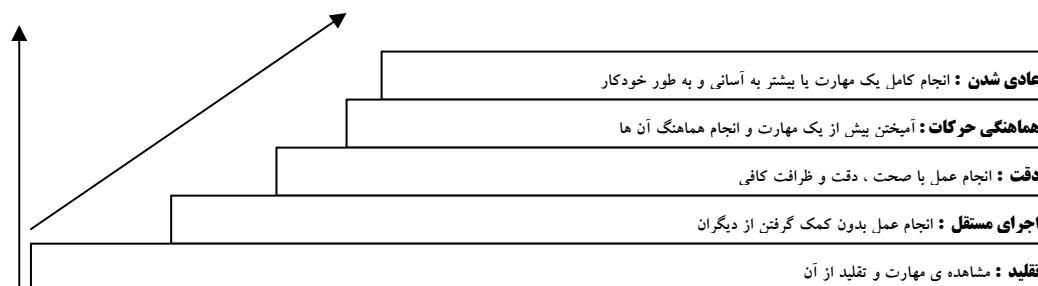 عادی شدن : انجام کامل یک مهارت یا بیشتر به آسانی و به طور خودکار
هماهنگی حرکات : آمیختن بیش از یک مهارت و انجام هماهنگ آن ها
دقت : انجام عمل با صحت ، دقت و ظرافت کافی
اجرای مستقل : انجام عمل بدون کمک گرفتن از دیگران
تقلید : مشاهده ی مهارت و تقلید از آن